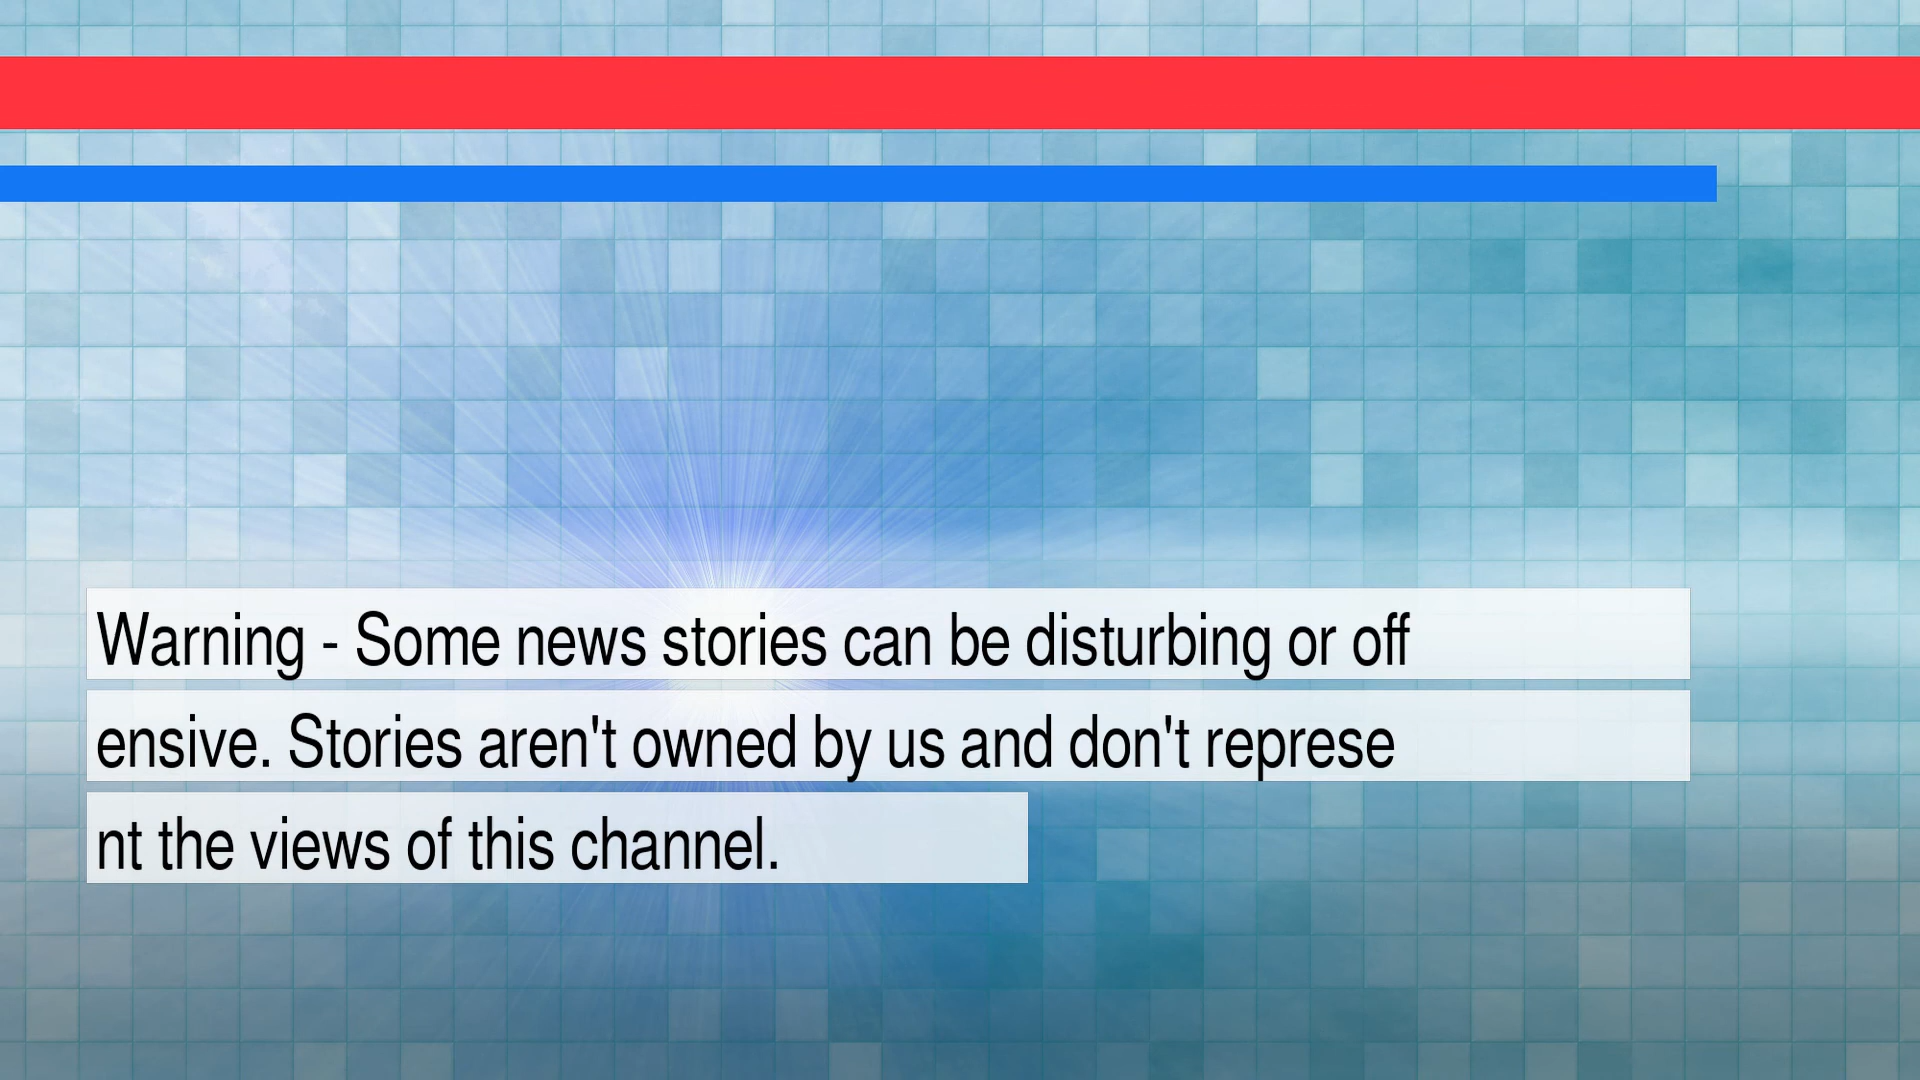 Warning - Some news stories can be disturbing or off
ensive. Stories aren't owned by us and don't represe
nt the views of this channel.